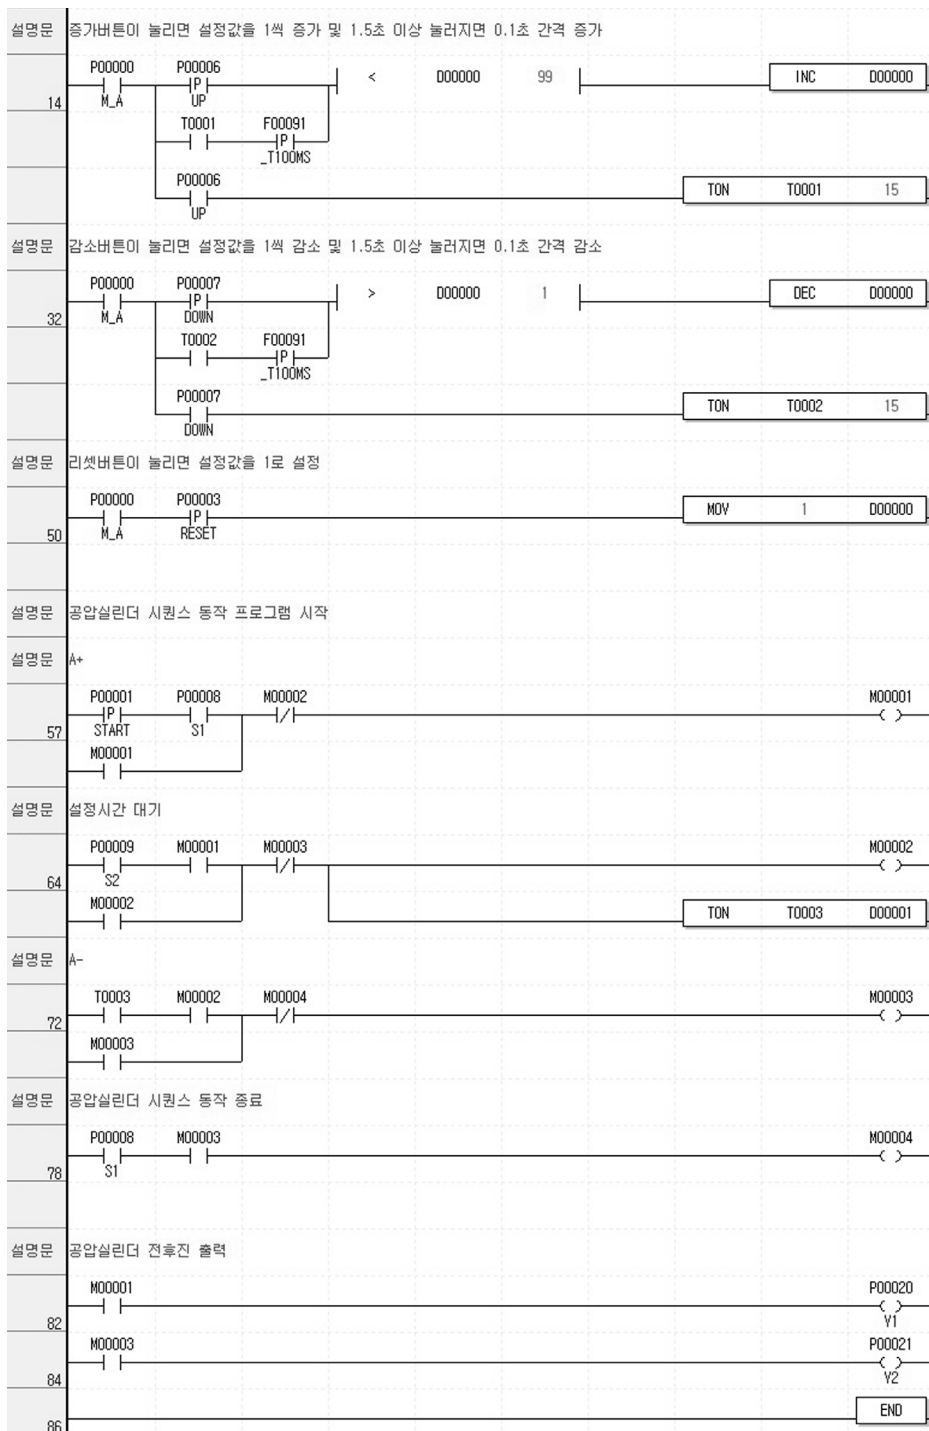 설명문 증가버튼이 눌리면 설정값을 1씩 증가 및 1.5초 이상 눌러지면 0.1초 간격 증가
P00000 P00006
P < D00000 99 INC D00000
14 M_A UP
T0001 F00091
P
_T100MS
P00006
TON T0001 15
UP
설명문 감소버튼이 눌리면 설정값을 1씩 감소 및 1.5초 이상 눌러지면 0.1초 간격 감소
P00000 P00007
P > D00000 1 DEC D00000
32 M_A DOWN
T0002 F00091
P
_T100MS
P00007
TON T0002 15
DOWN
설명문 리셋버튼이 눌리면 설정값을 1로 설정
P00000 P00003
P MOV 1 D00000
50 M_A RESET
설명문 공압실린더 시퀀스 동작 프로그램 시작
설명문 A+
P00001 P00008 M00002 M00001
P
57 START S1
M00001
설명문 설정시간 대기
P00009 M00001 M00003 M00002
64 S2
M00002
TON T0003 D00001
설명문 A-
T0003 M00002 M00004 M00003
72
M00003
설명문 공압실린더 시퀀스 동작 종료
P00008 M00003 M00004
78 S1
설명문 공압실린더 전후진 출력
M00001 P00020
82 Y1
M00003 P00021
84 Y2
END
86